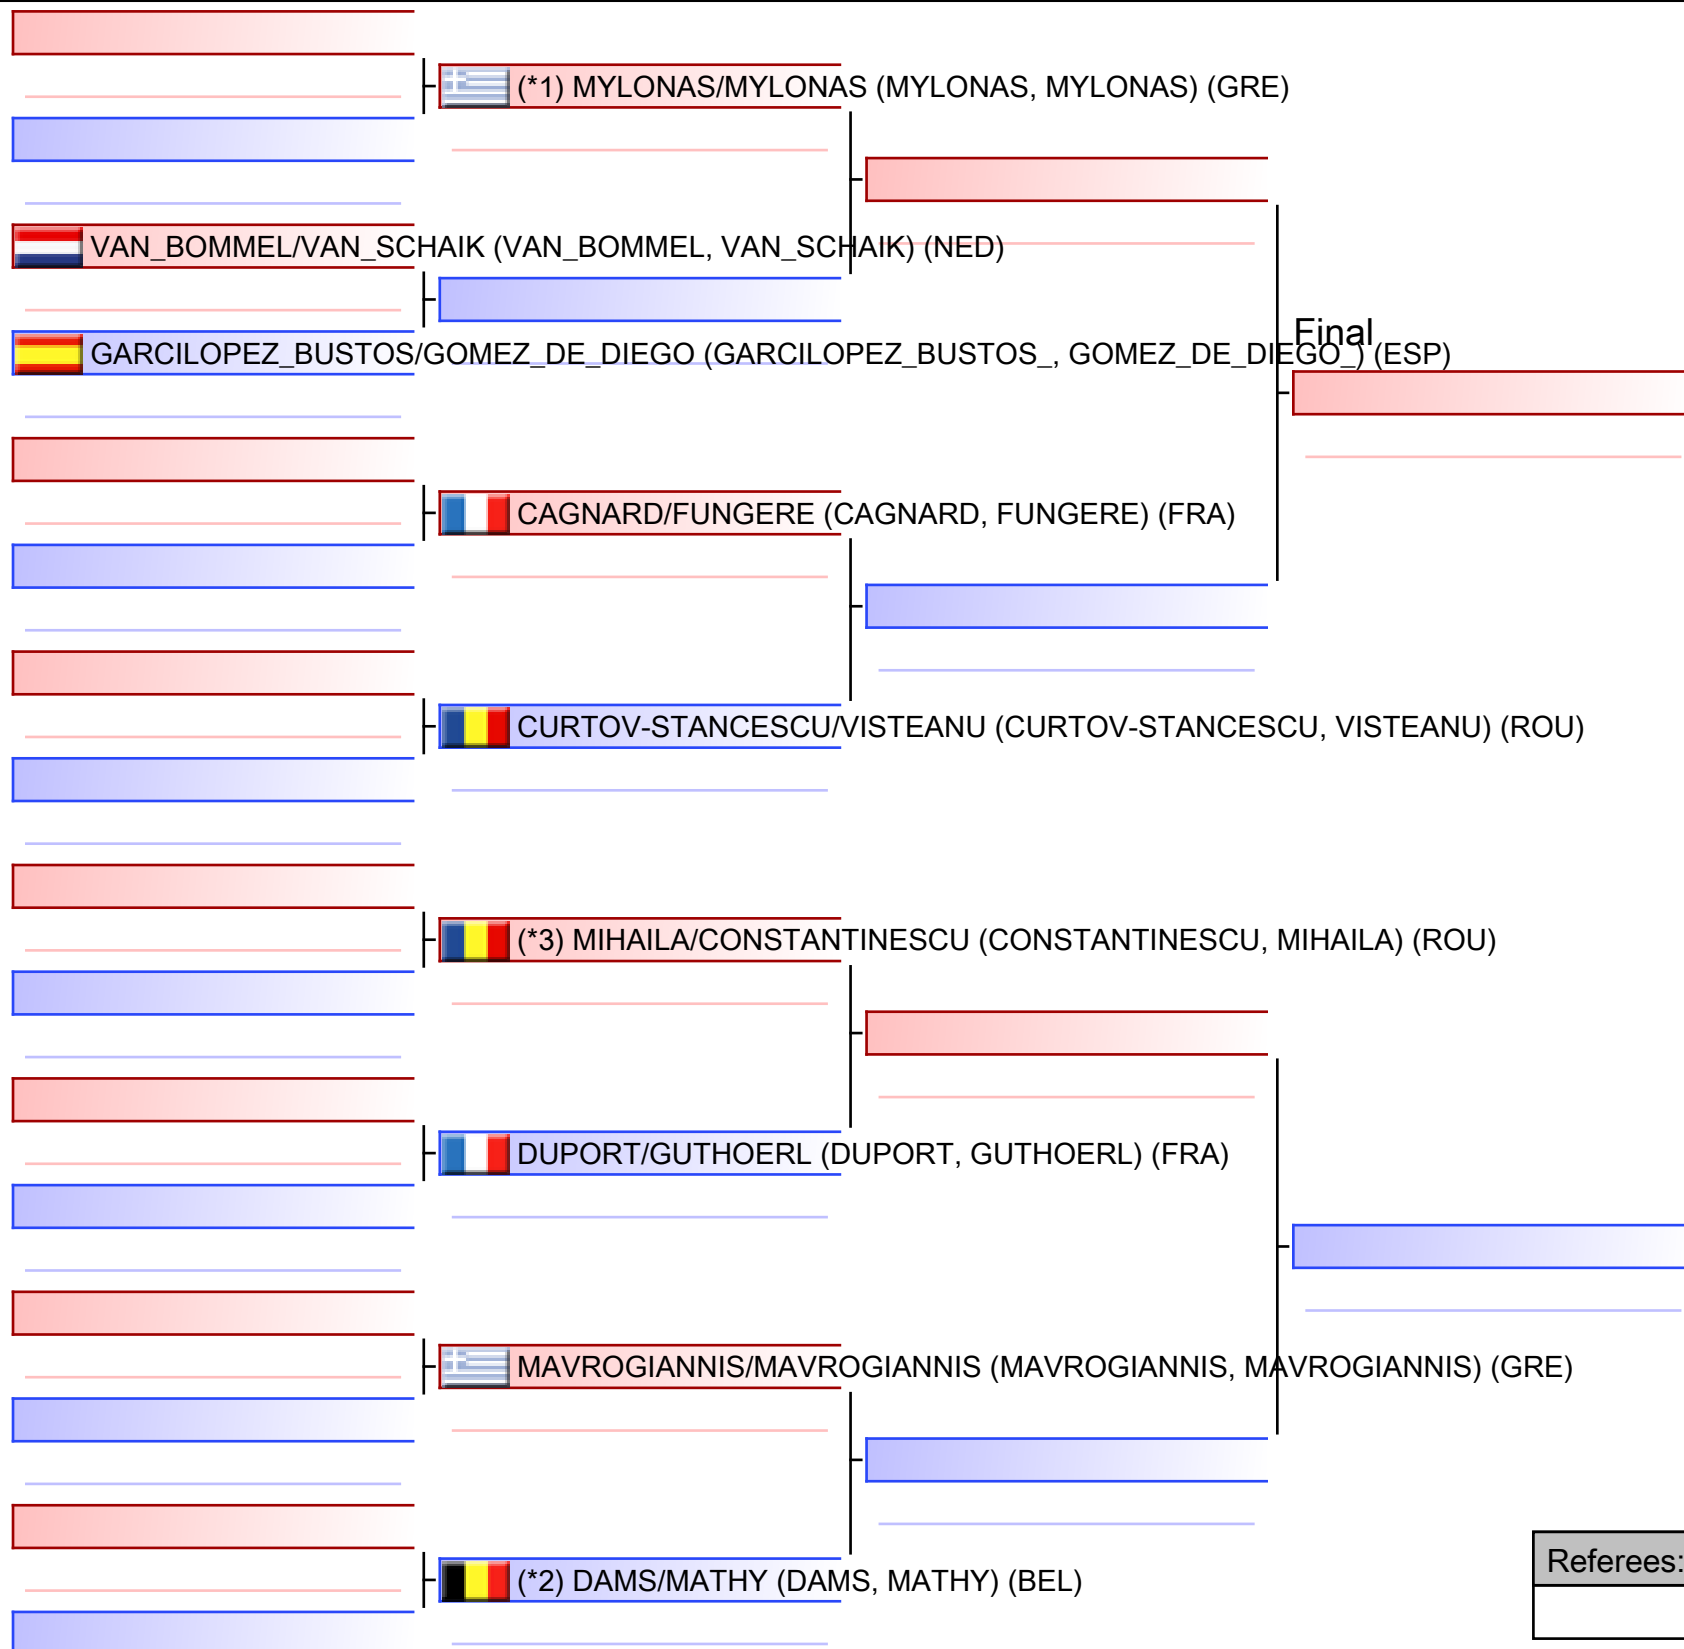 (*1) MYLONAS/MYLONAS (MYLONAS, MYLONAS) (GRE)
VAN_BOMMEL/VAN_SCHAIK (VAN_BOMMEL, VAN_SCHAIK) (NED)
Final
GARCILOPEZ_BUSTOS/GOMEZ_DE_DIEGO (GARCILOPEZ_BUSTOS_, GOMEZ_DE_DIEGO_) (ESP)
CAGNARD/FUNGERE (CAGNARD, FUNGERE) (FRA)
CURTOV-STANCESCU/VISTEANU (CURTOV-STANCESCU, VISTEANU) (ROU)
(*3) MIHAILA/CONSTANTINESCU (CONSTANTINESCU, MIHAILA) (ROU)
DUPORT/GUTHOERL (DUPORT, GUTHOERL) (FRA)
MAVROGIANNIS/MAVROGIANNIS (MAVROGIANNIS, MAVROGIANNIS) (GRE)
Referees:
(*2) DAMS/MATHY (DAMS, MATHY) (BEL)